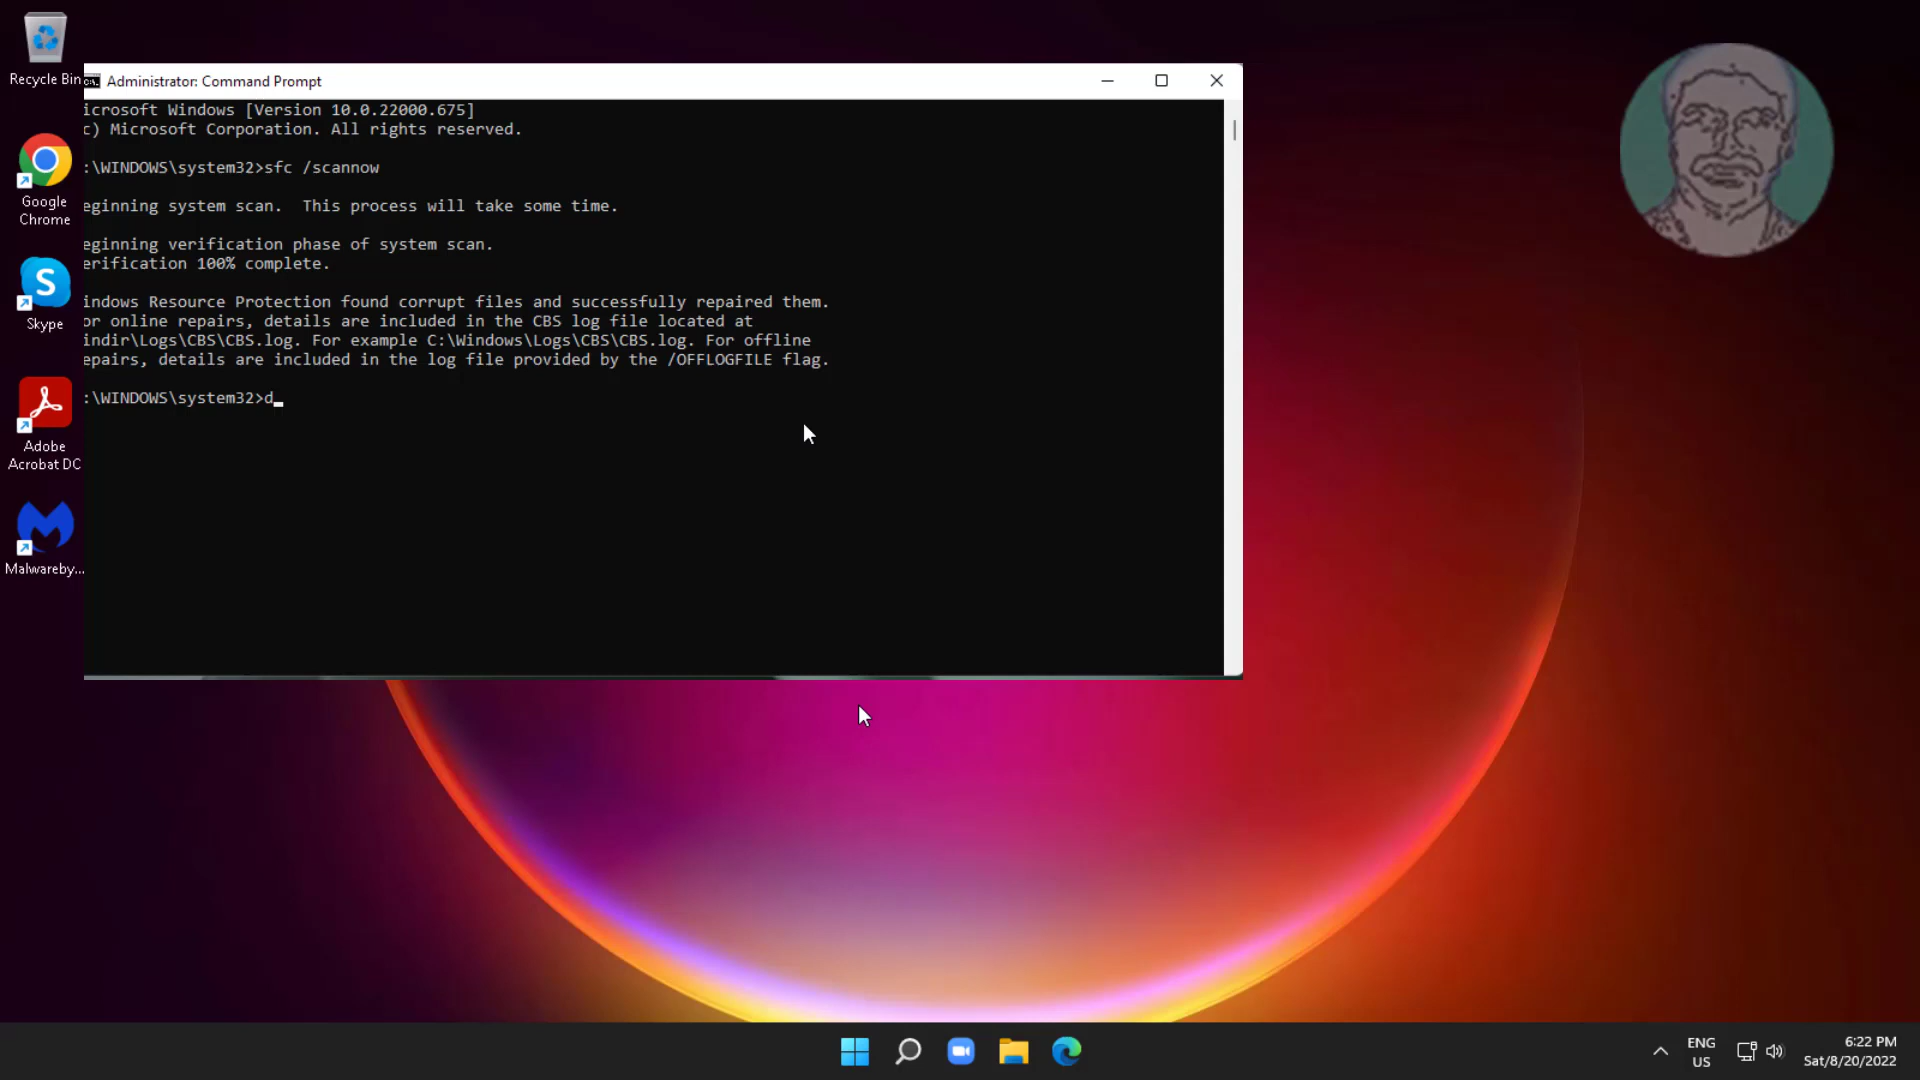 Recycle Bin
Google
Chrome
Skype
Adobe
Acrobat DC
Malwareby...
Administrator: Command Prompt
icrosoft Windows [Version 10.0.22000.675]
c) Microsoft Corporation. All rights reserved.
:\WINDOWS\system32>sfc /scannow
eginning system scan.  This process will take some time.
eginning verification phase of system scan.
erification 100% complete.
indows Resource Protection found corrupt files and successfully repaired them.
or online repairs, details are included in the CBS log file located at
indir\Logs\CBS\CBS.log. For example C:\Windows\Logs\CBS\CBS.log. For offline
epairs, details are included in the log file provided by the /OFFLOGFILE flag.
:\WINDOWS\system32>d_
ENG
US
6:22 PM
Sat/8/20/2022